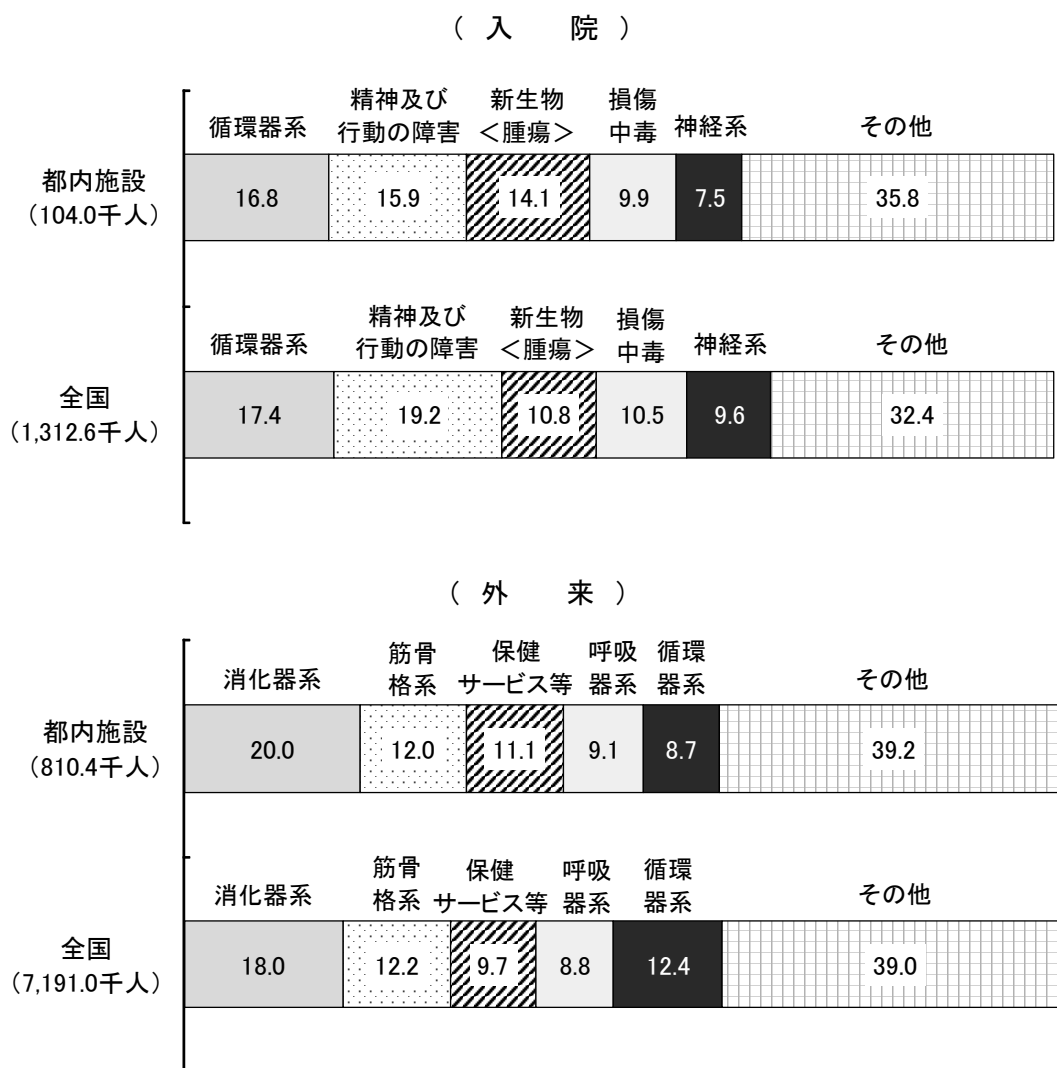 （ 入　　院 ）
循環器系
精神及び
行動の障害
新生物
＜腫瘍＞
損傷
中毒
神経系
その他
都内施設
（104.0千人）
16.8 15.9 14.1 9.9 7.5 35.8
循環器系
精神及び
行動の障害
新生物
＜腫瘍＞
損傷
中毒
神経系
その他
全国
（1,312.6千人）
17.4 19.2 10.8 10.5 9.6 32.4
（ 外　　来 ）
消化器系
筋骨
格系
保健
サービス等
呼吸
器系
循環
器系
その他
都内施設
（810.4千人）
20.0 12.0 11.1 9.1 8.7 39.2
消化器系
筋骨
格系
保健
サービス等
呼吸
器系
循環
器系
その他
全国
（7,191.0千人）
18.0 12.2 9.7 8.8 12.4 39.0